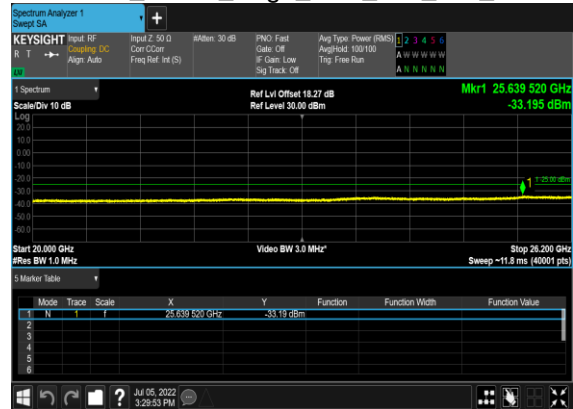 Spectrum Analyzer 1
Swept SA
+
KEYSIGHT Input: RF Input Z: 50 Ω #Atten: 30 dB PNO: Fast Avg Type: Power (RMS) 1 2 3 4 5 6
R T Coupling: DC Corr CCorr Gate: Off Avg|Hold: 100/100 A W W W W W
Align: Auto Freq Ref: Int (S) IF Gain: Low Trig: Free Run
LXI Sig Track: Off A N N N N N
1 Spectrum Ref Lvl Offset 18.27 dB Mkr1 25.639 520 GHz
Scale/Div 10 dB Ref Level 30.00 dBm -33.195 dBm
Log
20.0
10.0
0.00
-10.0
-20.0
1 -25.00 dBm
-30.0
-40.0
-50.0
-60.0
Start 20.000 GHz Video BW 3.0 MHz* Stop 26.200 GHz
#Res BW 1.0 MHz Sweep ~11.8 ms (40001 pts)
5 Marker Table
Mode Trace Scale X Y Function Function Width Function Value
1 N 1 f 25.639 520 GHz -33.19 dBm
2
3
4
5
6
? Jul 05, 2022
3:29:53 PM